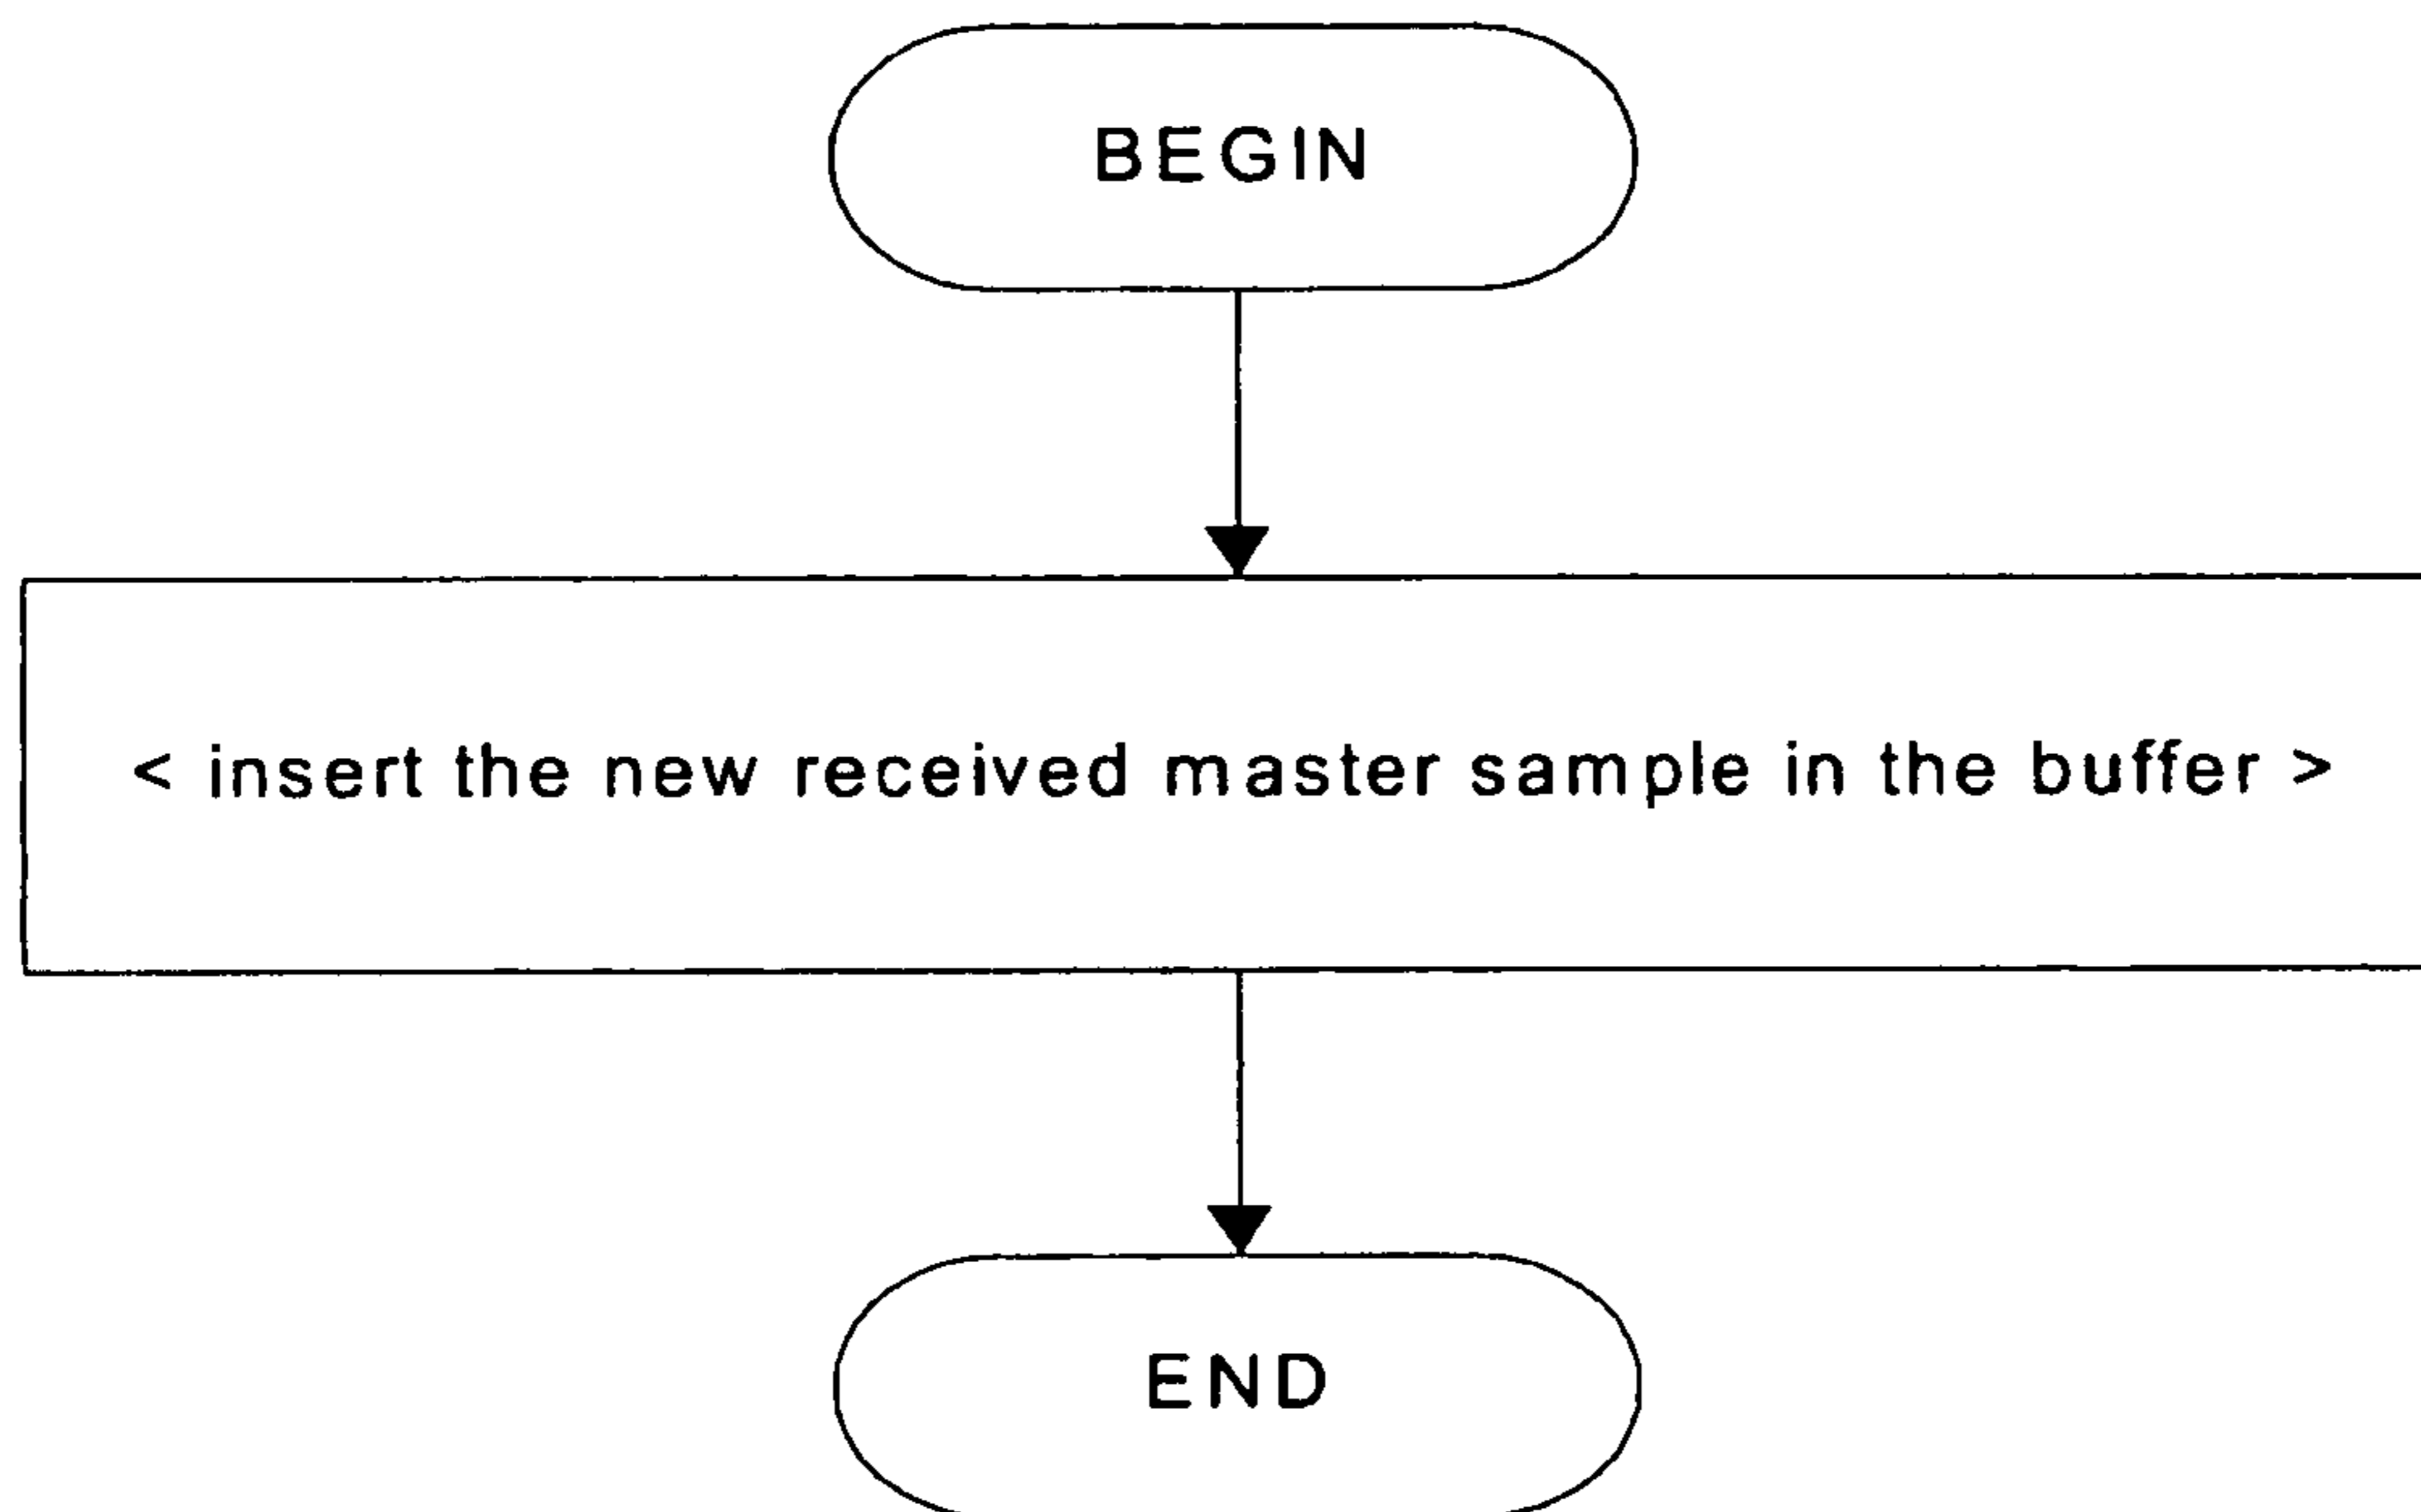 BEGIN
< insert the new received master sample in the buffer >
END